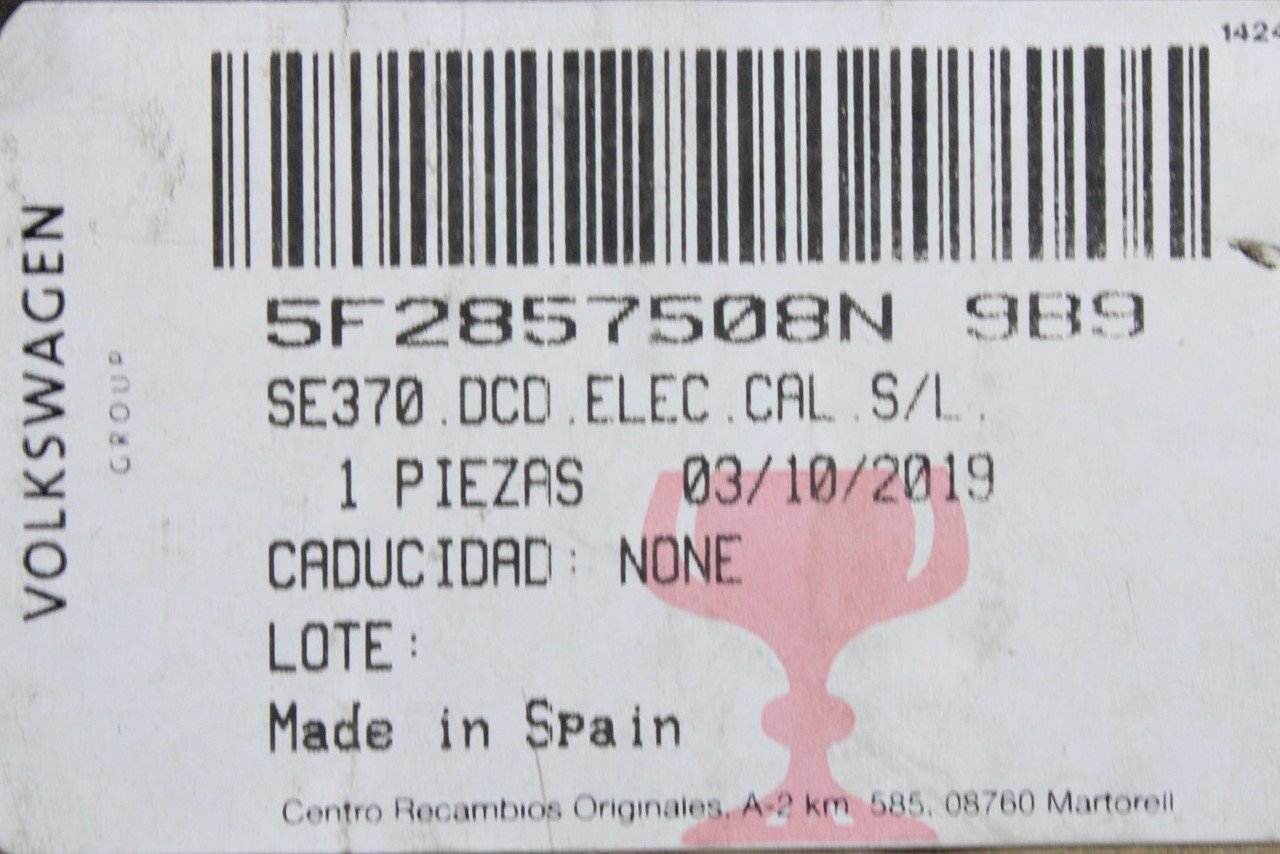 1424
VOLKSWAGEN
GROUP
5F2857508N 9B9
SE370.DCD.ELEC.CAL.S/L.
1 PIEZAS 03/10/2019
CADUCIDAD: NONE
LOTE:
Made in Spain
Centro Recambios Originales. A-2 km. 585, 08760 Martorell